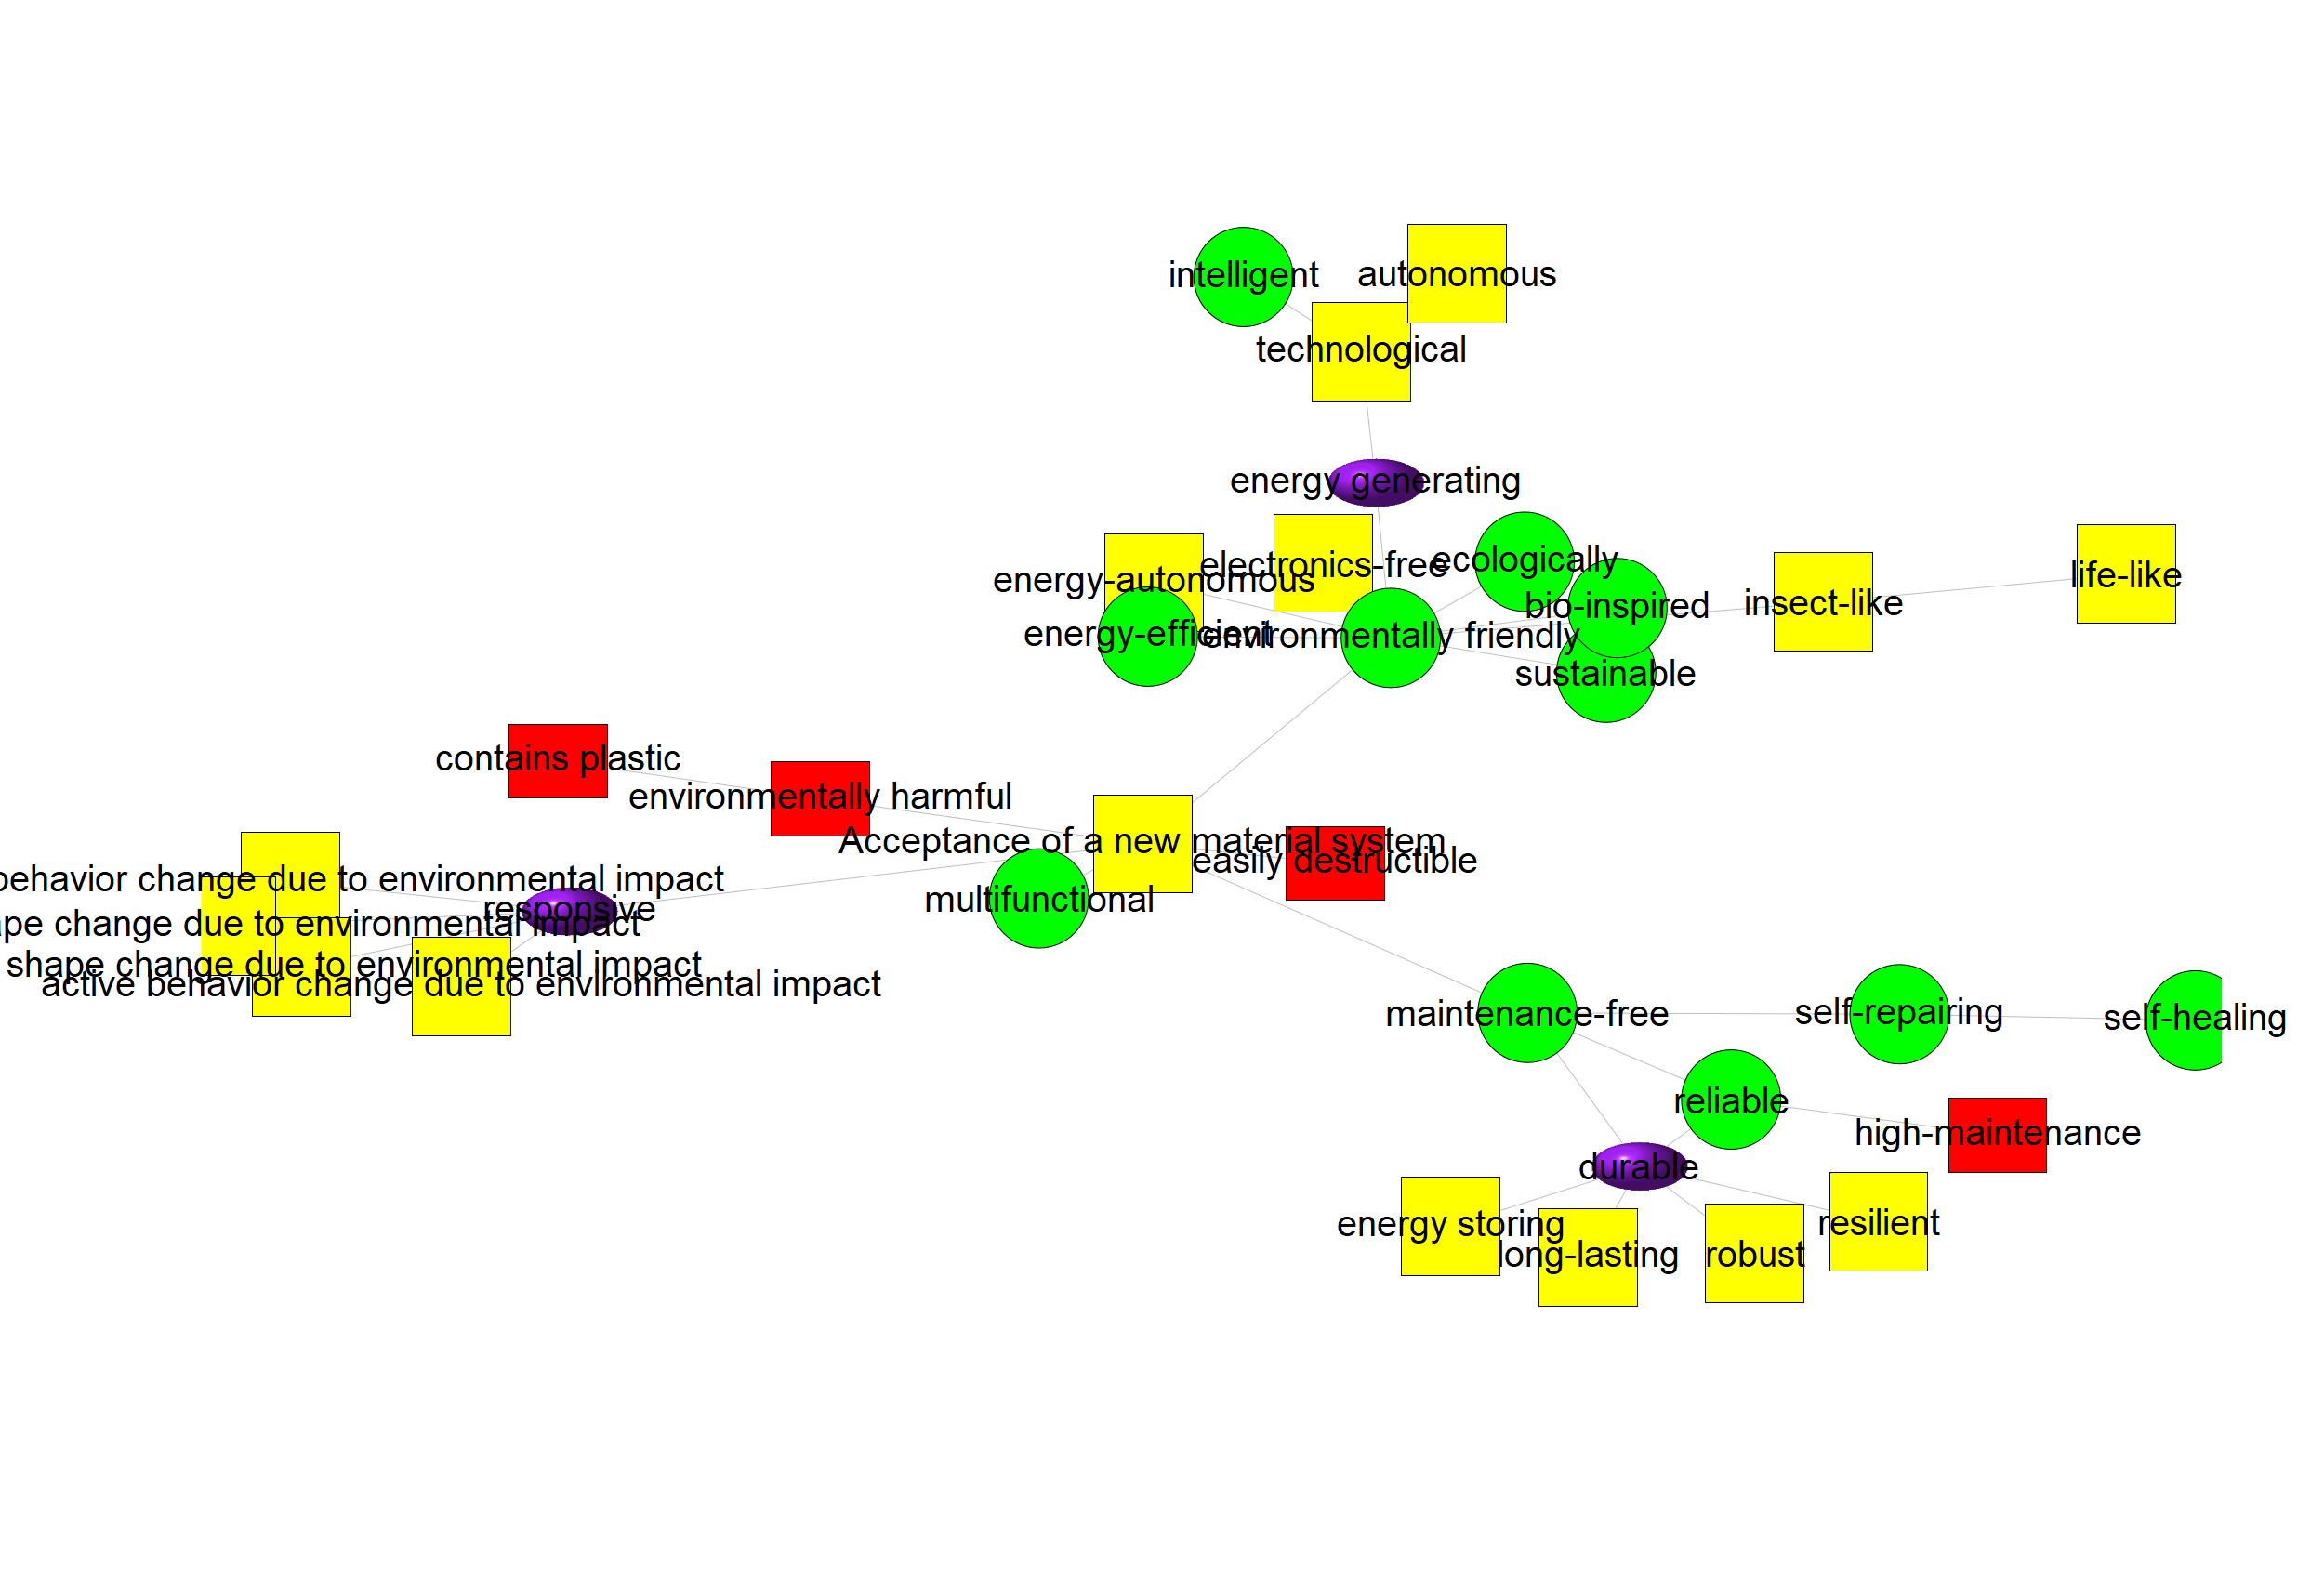 intelligent
autonomous
technological
energy generating
electronics-free
ecologically
energy-autonomous
bio-inspired
insect-like
life-like
energy-efficient
environmentally friendly
sustainable
contains plastic
environmentally harmful
Acceptance of a new material system
easily destructible
behavior change due to environmental impact
responsive
multifunctional
change due to environmental impact
shape change due to environmental impact
active behavior change due to environmental impact
maintenance-free
self-repairing
self-healing
reliable
high-maintenance
durable
energy storing
long-lasting
robust
resilient